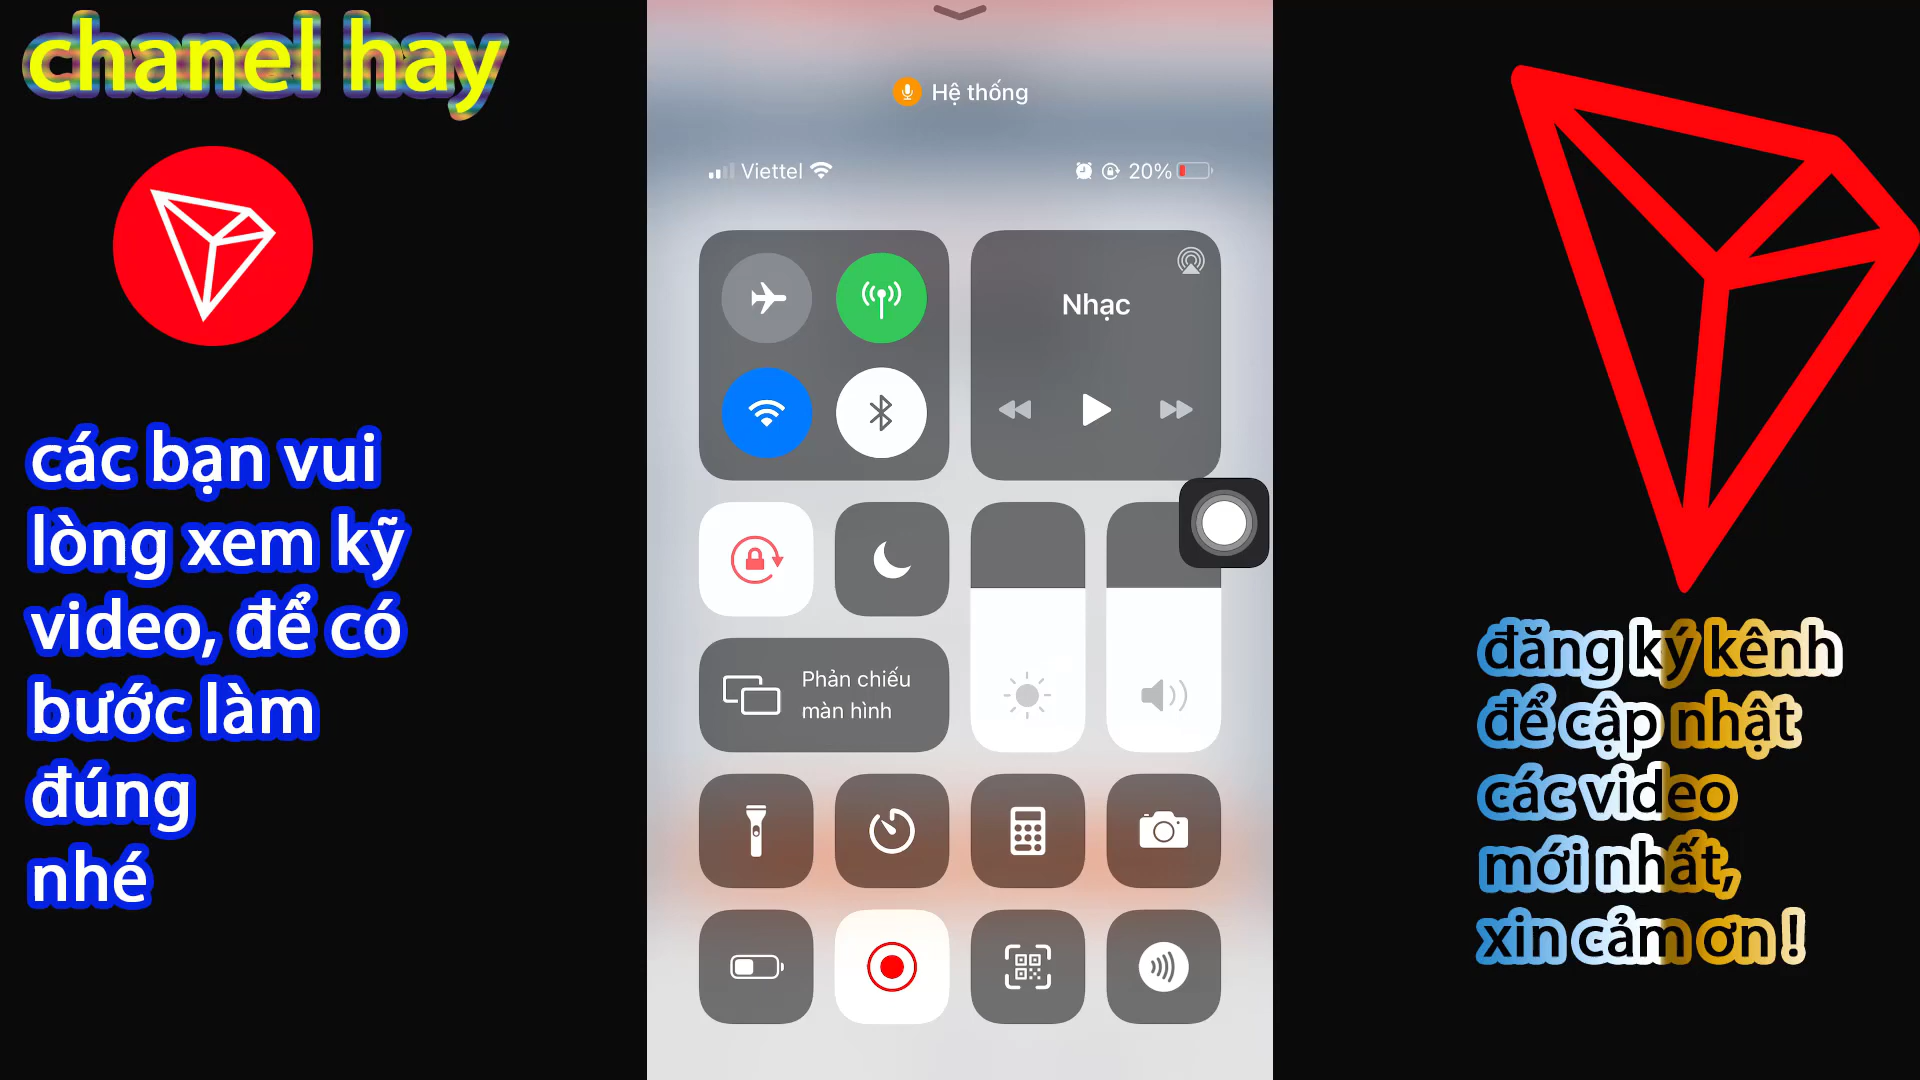 chanel hay
các bạn vui
lòng xem kỹ
video, để có
bước làm
đúng
nhé
Hệ thống
Viettel
20%
Nhạc
Phản chiếu
màn hình
đăng ký kênh
để cập nhật
các video
mới nhất,
xin cảm ơn !